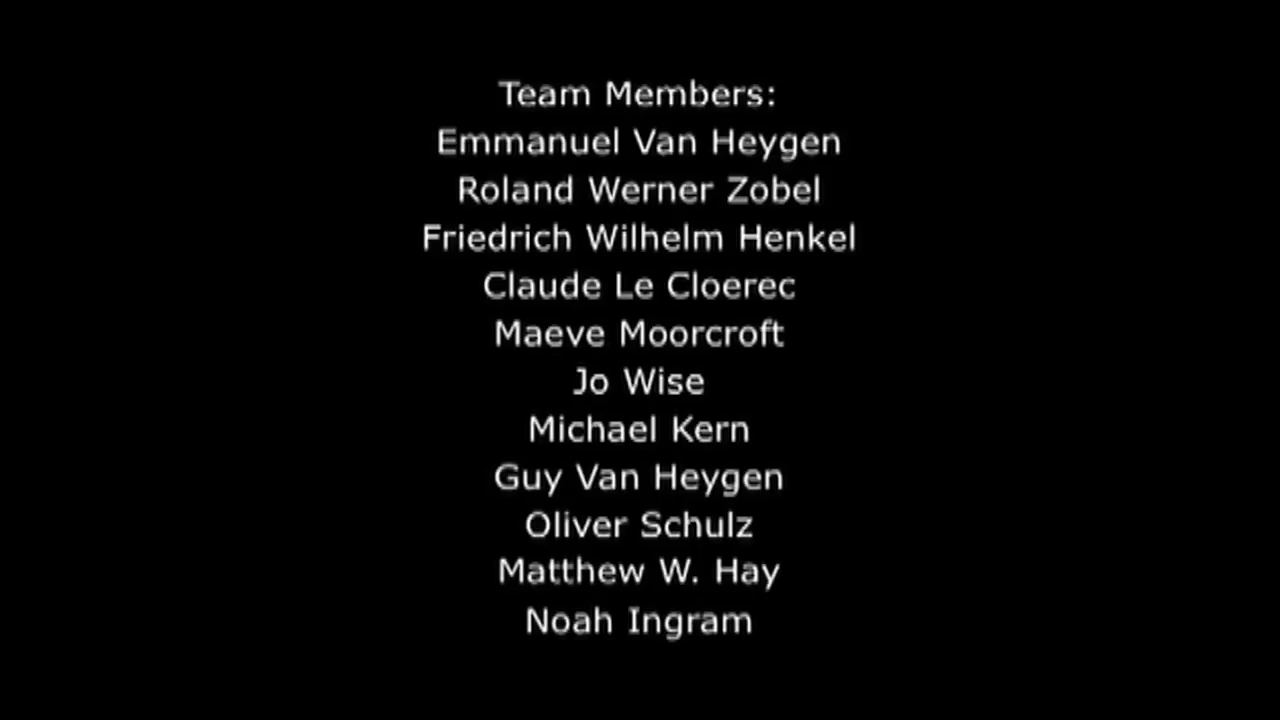 Team Members:
Emmanuel Van Heygen
Roland Werner Zobel
Friedrich Wilhelm Henkel
Claude Le Cloerec
Maeve Moorcroft
Jo Wise
Michael Kern
Guy Van Heygen
Oliver Schulz
Matthew W. Hay
Noah Ingram